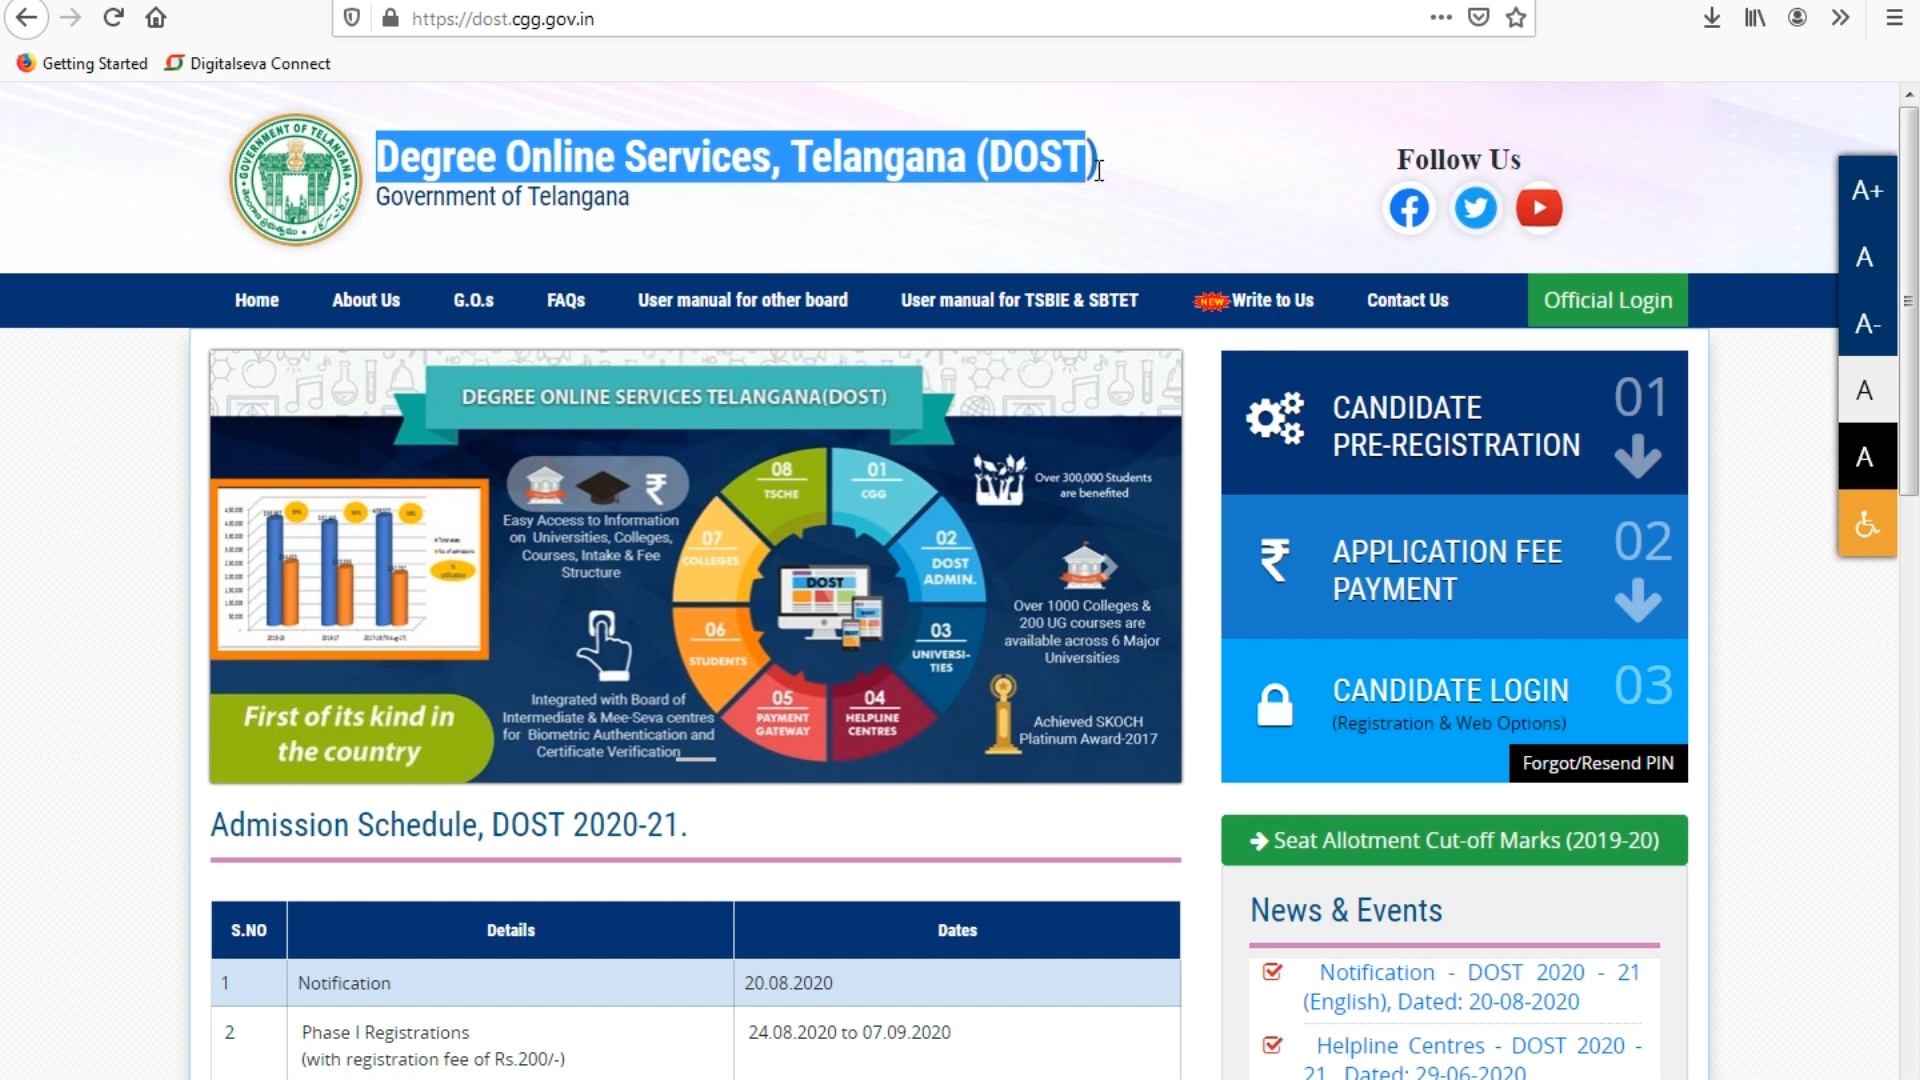 https://dost.cgg.gov.in
Getting Started
Digitalseva Connect
Degree Online Services, Telangana (DOST)
Government of Telangana
GOVERNMENT OF TELANGANA
Follow Us
A+
A
A-
A
A
Home
About Us
G.O.s
FAQs
User manual for other board
User manual for TSBIE & SBTET
NEW
Write to Us
Contact Us
Official Login
DEGREE ONLINE SERVICES TELANGANA(DOST)
Easy Access to Information
on Universities, Colleges,
Courses, Intake & Fee
Structure
Integrated with Board of
Intermediate & Mee-Seva centres
for Biometric Authentication and
Certificate Verification
First of its kind in
the country
08
TSCHE
01
CGG
02
DOST
ADMIN.
03
UNIVERSI-
TIES
04
HELPLINE
CENTRES
05
PAYMENT
GATEWAY
06
STUDENTS
07
COLLEGES
DOST
Over 300,000 Students
are benefited
Over 1000 Colleges &
200 UG courses are
available across 6 Major
Universities
Achieved SKOCH
Platinum Award-2017
CANDIDATE
PRE-REGISTRATION
01
₹
APPLICATION FEE
PAYMENT
02
CANDIDATE LOGIN
(Registration & Web Options)
03
Forgot/Resend PIN
Admission Schedule, DOST 2020-21.
S.NO
Details
Dates
1
Notification
20.08.2020
2
Phase I Registrations
(with registration fee of Rs.200/-)
24.08.2020 to 07.09.2020
Seat Allotment Cut-off Marks (2019-20)
News & Events
Notification - DOST 2020 - 21
(English), Dated: 20-08-2020
Helpline Centres - DOST 2020 -
21 Dated: 29-06-2020